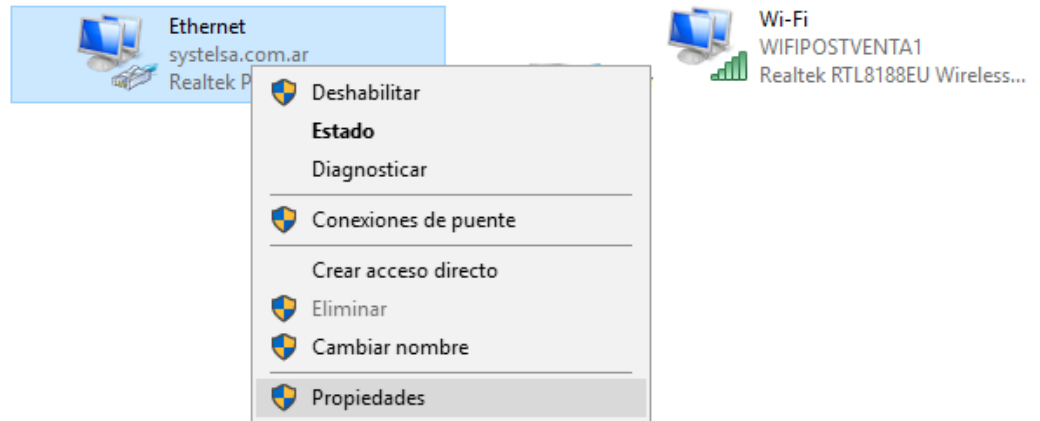 Ethernet
systelsa.com.ar
Realtek P
Wi-Fi
WIFIPOSTVENTA1
Realtek RTL8188EU Wireless...
Deshabilitar
Estado
Diagnosticar
Conexiones de puente
Crear acceso directo
Eliminar
Cambiar nombre
Propiedades